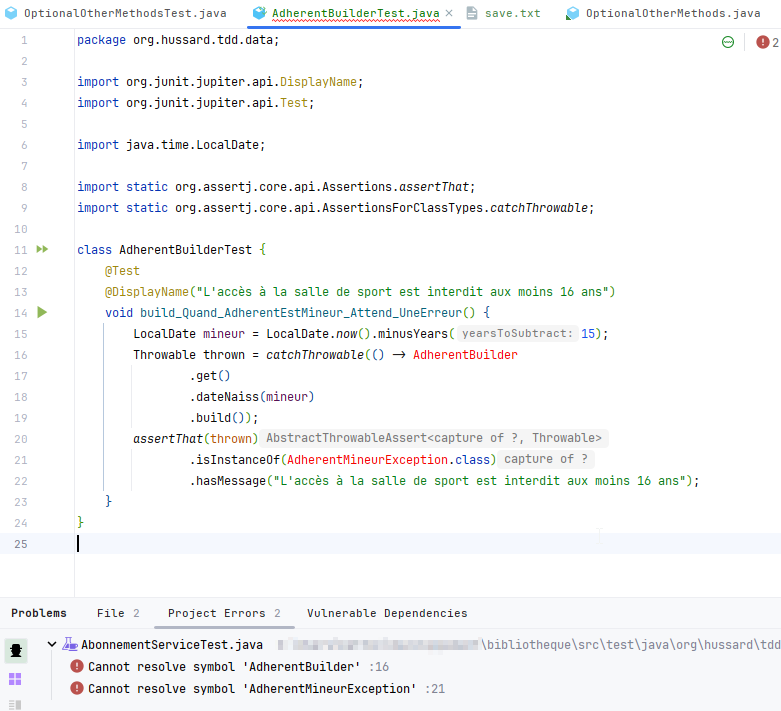 OptionalOtherMethodsTest.java AdherentBuilderTest.java × save.txt OptionalOtherMethods.java
1 package org.hussard.tdd.data; 2
2
3 import org.junit.jupiter.api.DisplayName;
4 import org.junit.jupiter.api.Test;
5
6 import java.time.LocalDate;
7
8 import static org.assertj.core.api.Assertions.assertThat;
9 import static org.assertj.core.api.AssertionsForClassTypes.catchThrowable;
10
11 class AdherentBuilderTest {
12 @Test
13 @DisplayName("L'accès à la salle de sport est interdit aux moins 16 ans")
14 void build_Quand_AdherentEstMineur_Attend_UneErreur() {
15 LocalDate mineur = LocalDate.now().minusYears( yearsToSubtract: 15);
16 Throwable thrown = catchThrowable(() → AdherentBuilder
17 .get()
18 .dateNaiss(mineur)
19 .build());
20 assertThat(thrown) AbstractThrowableAssert<capture of ?, Throwable>
21 .isInstanceOf(AdherentMineurException.class) capture of ?
22 .hasMessage("L'accès à la salle de sport est interdit aux moins 16 ans");
23 }
24 }
25
Problems File 2 Project Errors 2 Vulnerable Dependencies
AbonnementServiceTest.java \bibliotheque\src\test\java\org\hussard\tdd
Cannot resolve symbol 'AdherentBuilder' :16
Cannot resolve symbol 'AdherentMineurException' :21